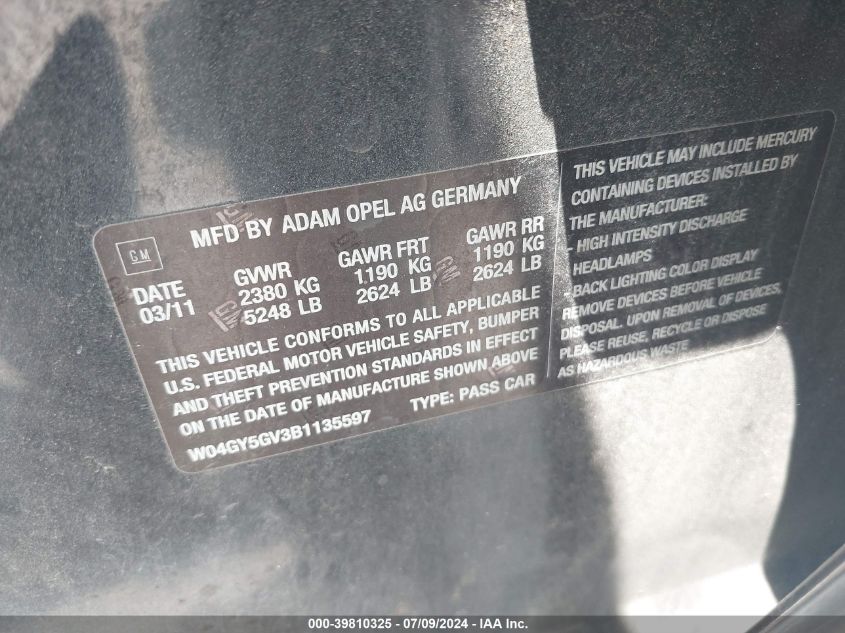 MFD BY ADAM OPEL AG GERMANY
GM
DATE GVWR GAWR FRT GAWR RR
03/11 2380 KG 1190 KG 1190 KG
5248 LB 2624 LB 2624 LB
THIS VEHICLE CONFORMS TO ALL APPLICABLE
U.S. FEDERAL MOTOR VEHICLE SAFETY, BUMPER
AND THEFT PREVENTION STANDARDS IN EFFECT
ON THE DATE OF MANUFACTURE SHOWN ABOVE
W04GY5GV3B1135597 TYPE: PASS CAR
THIS VEHICLE MAY INCLUDE MERCURY
CONTAINING DEVICES INSTALLED BY
THE MANUFACTURER:
- HIGH INTENSITY DISCHARGE
HEADLAMPS
- BACK LIGHTING COLOR DISPLAY
REMOVE DEVICES BEFORE VEHICLE
DISPOSAL. UPON REMOVAL OF DEVICES,
PLEASE REUSE, RECYCLE OR DISPOSE
AS HAZARDOUS WASTE
000-39810325 - 07/09/2024 - IAA Inc.